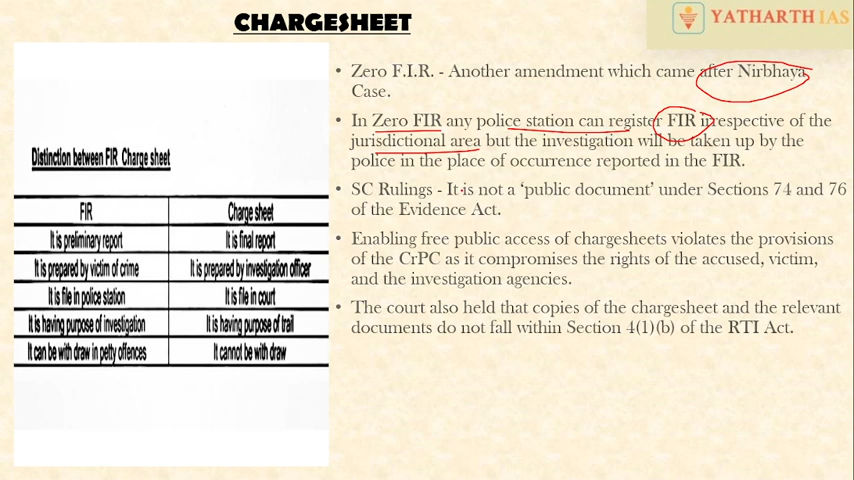 CHARGESHEET
YATHARTH IAS
Distinction between FIR Charge sheet
FIR Charge sheet
It is preliminary report It is final report
It is prepared by victim of crime It is prepared by investigation officer
It is file in police station It is file in court
It is having purpose of investigation It is having purpose of trail
It can be with draw in petty offences It cannot be with draw
• Zero F.I.R. - Another amendment which came after Nirbhaya
Case.
• In Zero FIR any police station can register FIR irrespective of the
jurisdictional area but the investigation will be taken up by the
police in the place of occurrence reported in the FIR.
• SC Rulings - It is not a ‘public document’ under Sections 74 and 76
of the Evidence Act.
• Enabling free public access of chargesheets violates the provisions
of the CrPC as it compromises the rights of the accused, victim,
and the investigation agencies.
• The court also held that copies of the chargesheet and the relevant
documents do not fall within Section 4(1)(b) of the RTI Act.